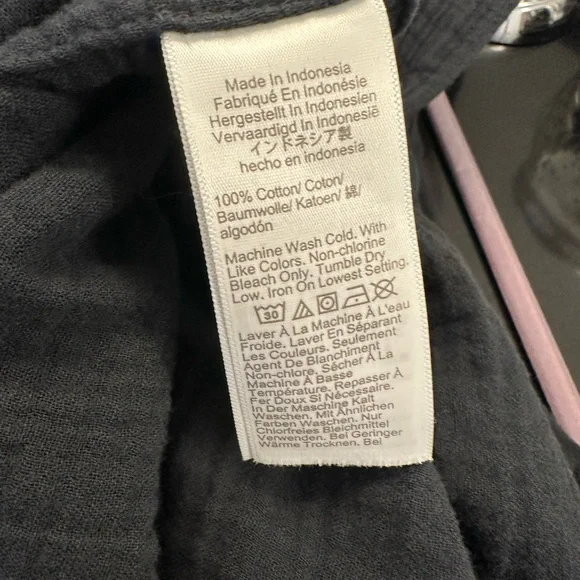 Made In Indonesia
Fabriqué En Indonésie
Hergestellt In Indonesien
Vervaardigd In Indonesië
インドネシア製
hecho en indonesia
100% Cotton/ Coton/
Baumwolle/ Katoen/ 綿/
algodón
Machine Wash Cold. With
Like Colors. Non-chlorine
Bleach Only. Tumble Dry
Low. Iron On Lowest Setting.
30
Laver À La Machine À L'eau
Froide. Laver En Séparant
Les Couleurs. Seulement
Agent De Blanchiment
Non-chlore. Sécher À La
Machine À Basse
Température. Repasser À
Fer Doux Si Nécessaire.
In Der Maschine Kalt
Waschen. Mit Ähnlichen
Farben Waschen. Nur
Chlorfreies Bleichmittel
Verwenden. Bei Geringer
Wärme Trocknen. Bei